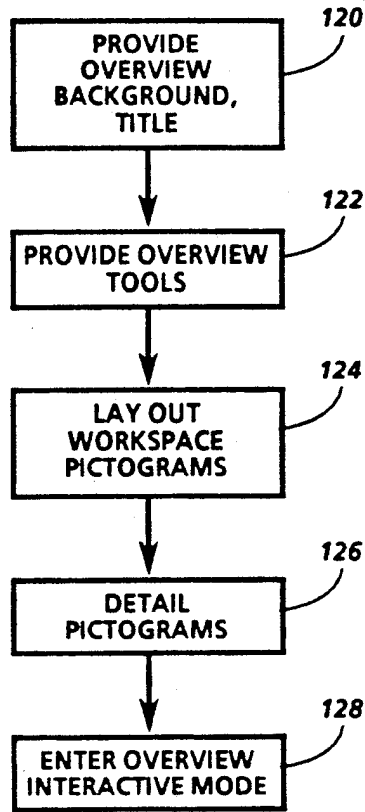 120
PROVIDE
OVERVIEW
BACKGROUND,
TITLE
122
PROVIDE OVERVIEW
TOOLS
124
LAY OUT
WORKSPACE
PICTOGRAMS
126
DETAIL
PICTOGRAMS
128
ENTER OVERVIEW
INTERACTIVE MODE